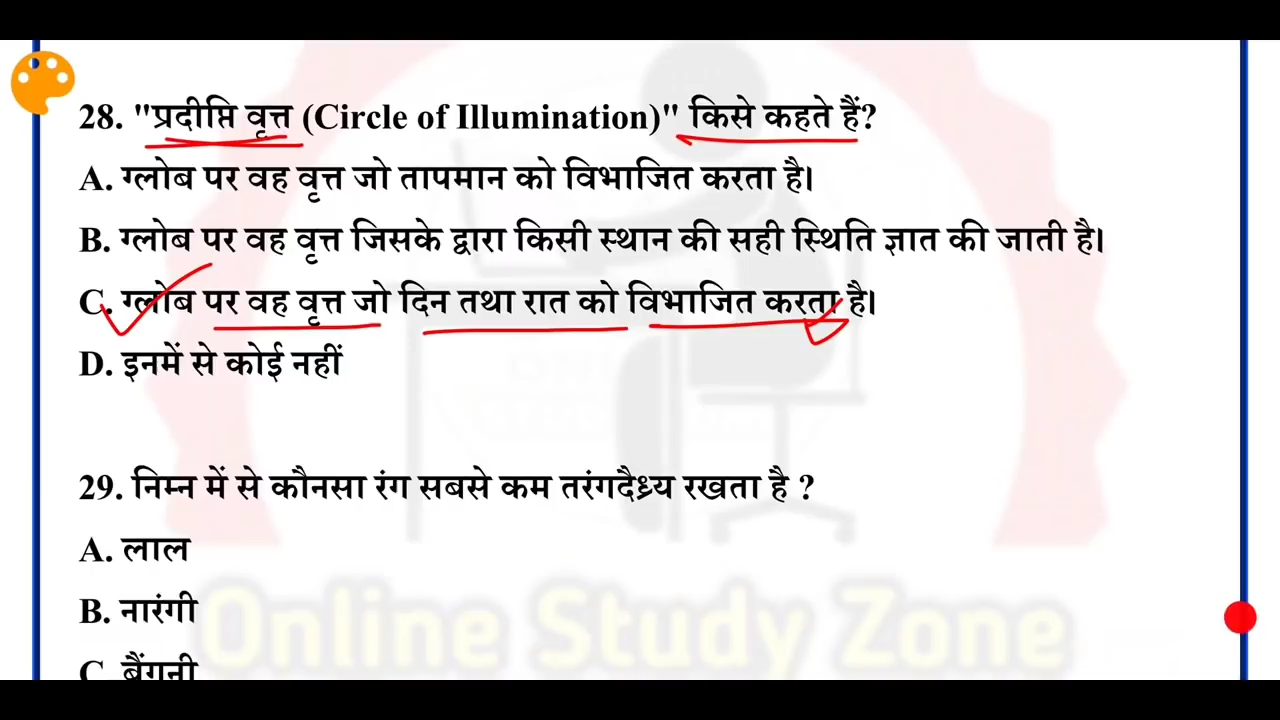 28. "प्रदीप्ति वृत्त (Circle of Illumination)" किसे कहते हैं?
A. ग्लोब पर वह वृत्त जो तापमान को विभाजित करता है।
B. ग्लोब पर वह वृत्त जिसके द्वारा किसी स्थान की सही स्थिति ज्ञात की जाती है।
C. ग्लोब पर वह वृत्त जो दिन तथा रात को विभाजित करता है।
D. इनमें से कोई नहीं
29. निम्न में से कौनसा रंग सबसे कम तरंगदैध्र्य रखता है ?
A. लाल
B. नारंगी
Online Study Zone
C. बैंगनी